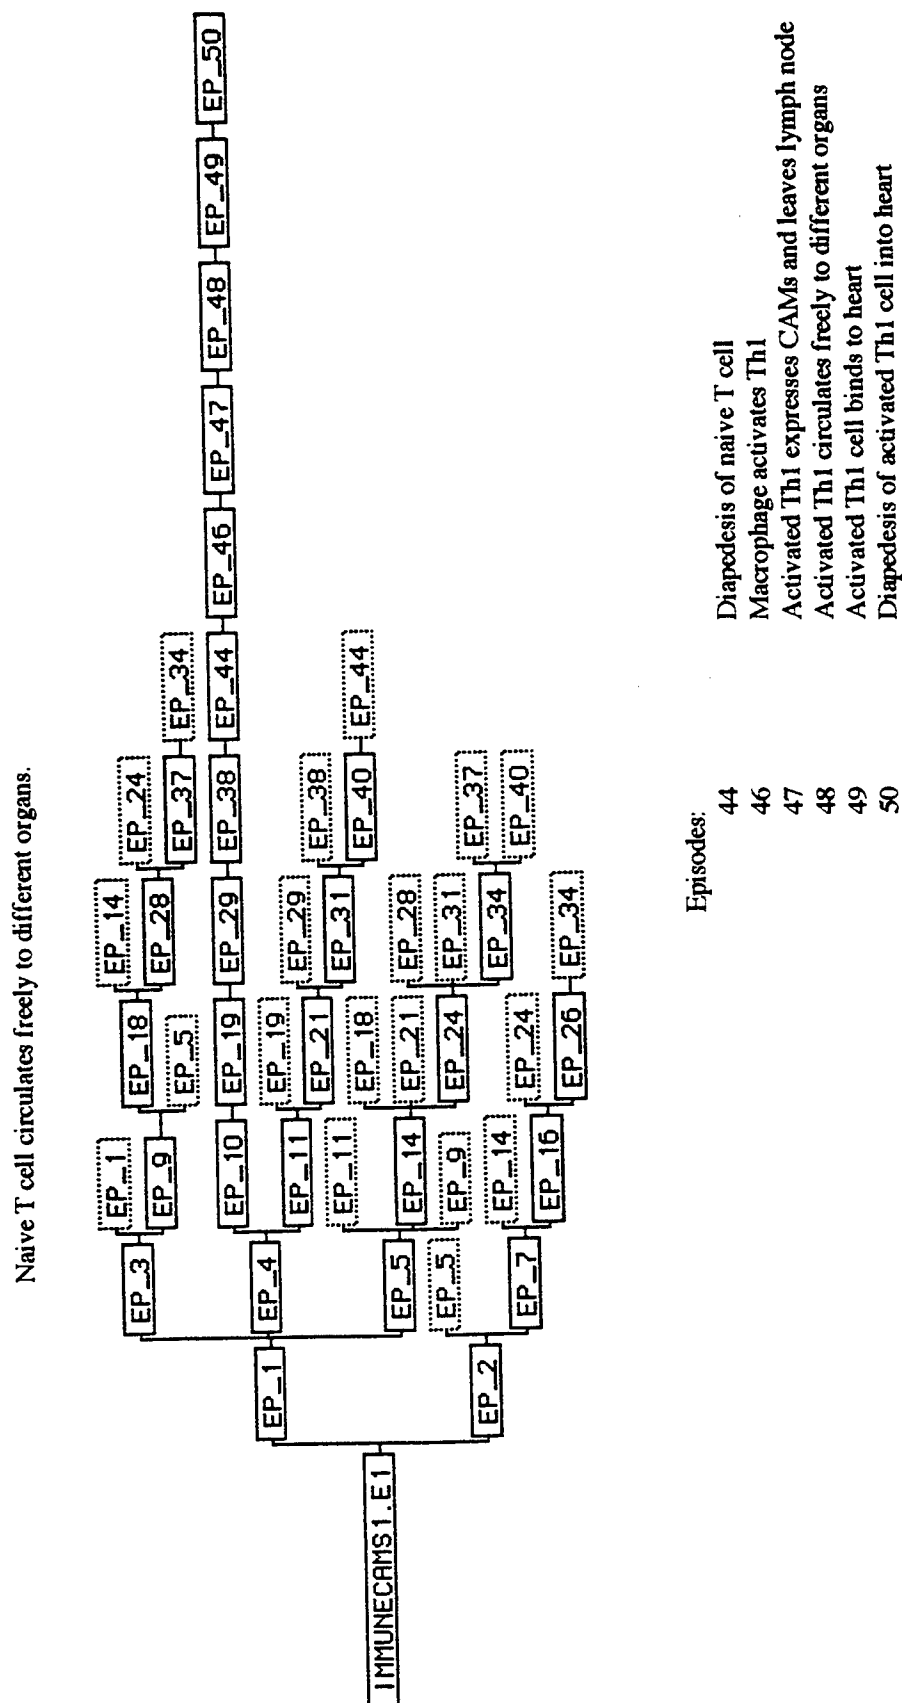 Naive T cell circulates freely to different organs.
IMMUNECAMS1.E1
EP_1
EP_2
EP_3
EP_4
EP_5
EP_5
EP_7
EP_1
EP_9
EP_10
EP_11
EP_11
EP_14
EP_9
EP_14
EP_16
EP_18
EP_5
EP_19
EP_19
EP_21
EP_18
EP_21
EP_24
EP_24
EP_26
EP_14
EP_28
EP_29
EP_29
EP_31
EP_28
EP_31
EP_34
EP_34
EP_24
EP_37
EP_38
EP_38
EP_40
EP_37
EP_40
EP_34
EP_44
EP_44
EP_46
EP_47
EP_48
EP_49
EP_50
Episodes:
44 Diapedesis of naive T cell
46 Macrophage activates Th1
47 Activated Th1 expresses CAMs and leaves lymph node
48 Activated Th1 circulates freely to different organs
49 Activated Th1 cell binds to heart
50 Diapedesis of activated Th1 cell into heart